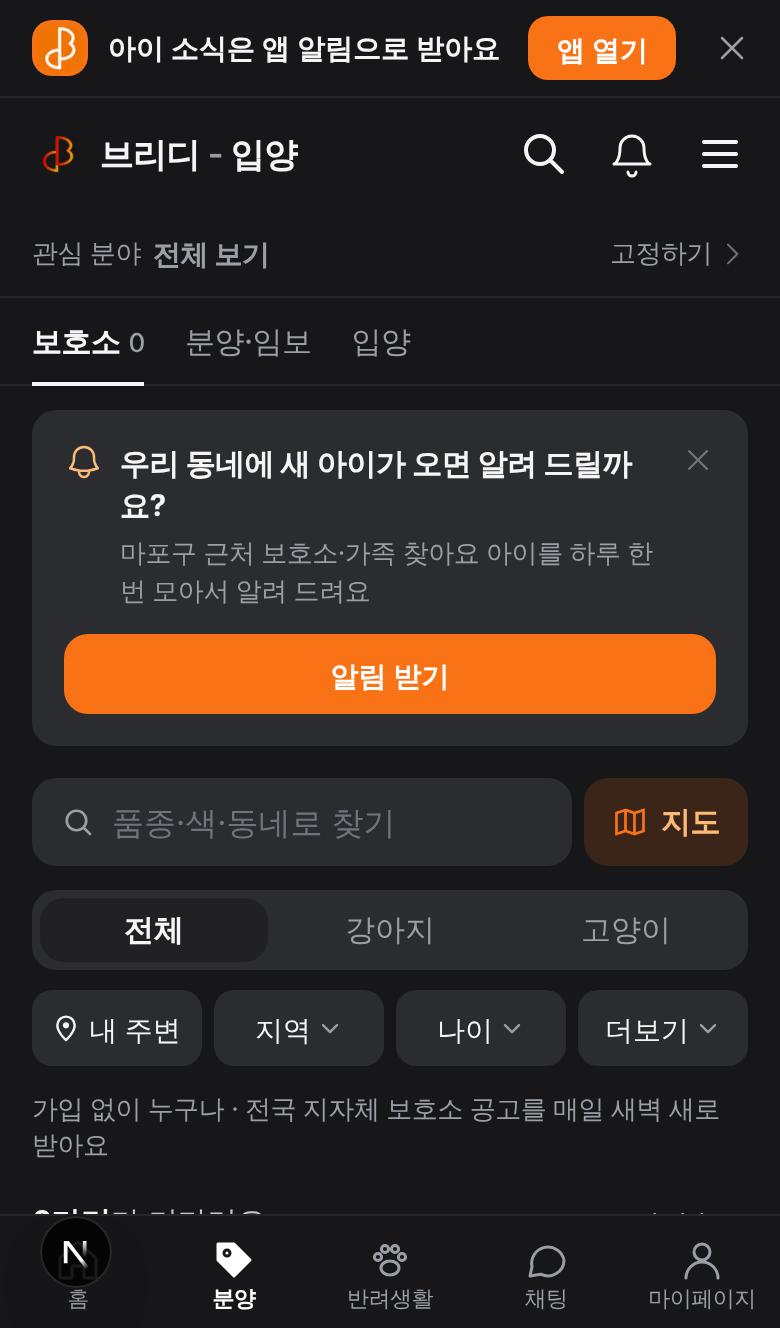 아이 소식은 앱 알림으로 받아요
앱 열기
브리디 - 입양
관심 분야 전체 보기
고정하기
보호소 0
분양·임보
입양
우리 동네에 새 아이가 오면 알려 드릴까
요?
마포구 근처 보호소·가족 찾아요 아이를 하루 한
번 모아서 알려 드려요
알림 받기
품종·색·동네로 찾기
지도
전체
강아지
고양이
내 주변
지역
나이
더보기
가입 없이 누구나 · 전국 지자체 보호소 공고를 매일 새벽 새로
받아요
N
홈
분양
반려생활
채팅
마이페이지